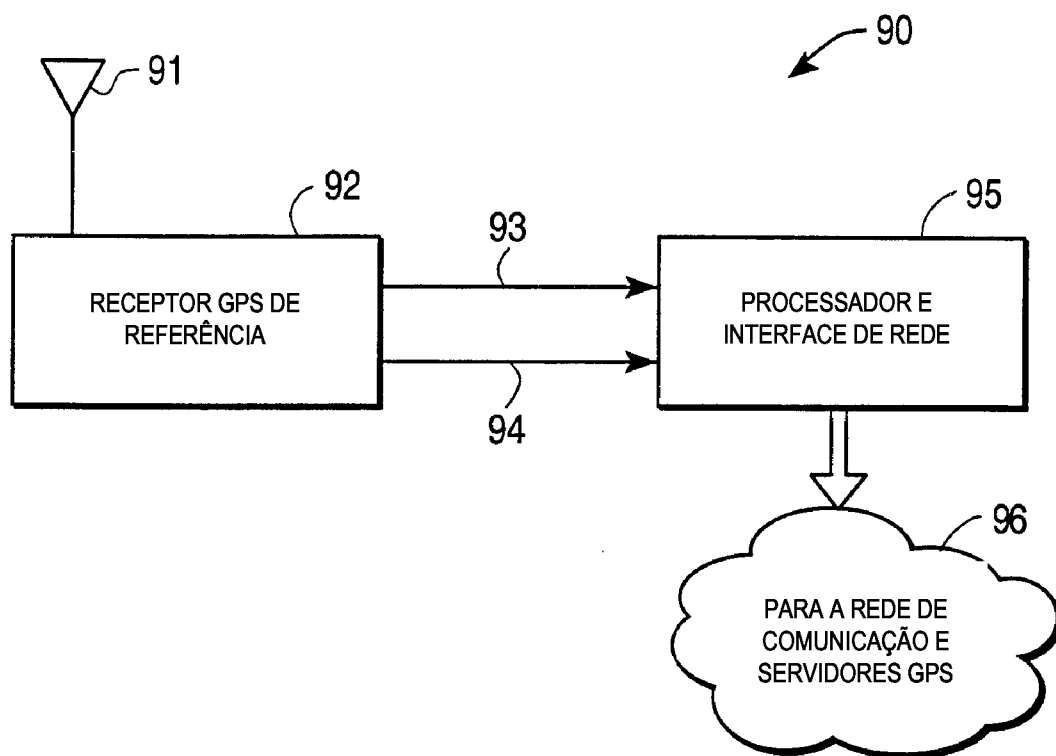 90
91
92
93
95
RECEPTOR GPS DE
REFERÊNCIA
PROCESSADOR E
INTERFACE DE REDE
94
96
PARA A REDE DE
COMUNICAÇÃO E
SERVIDORES GPS